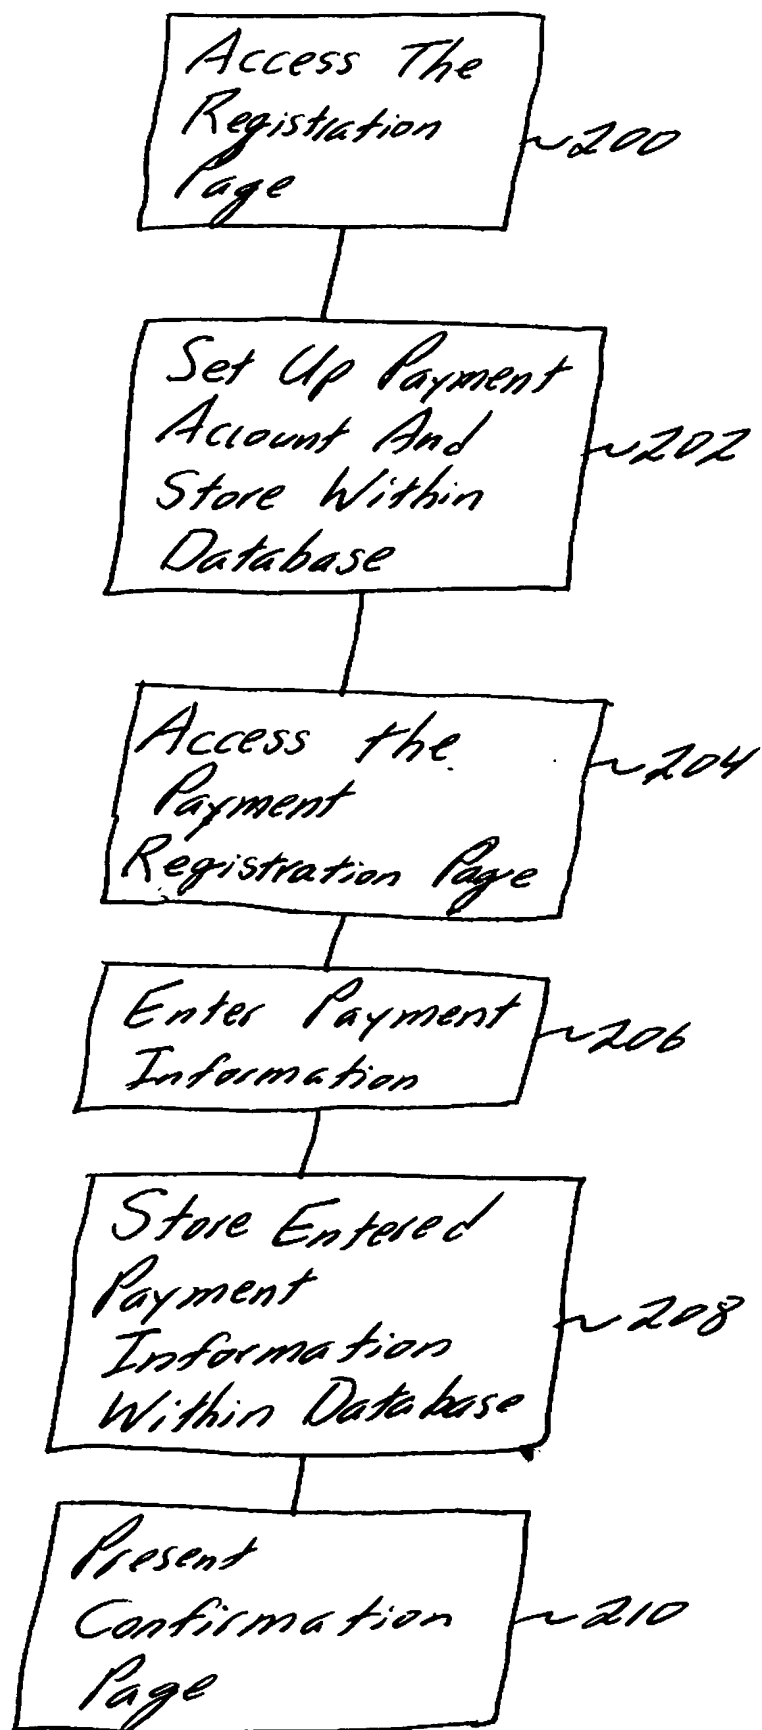 Access The
Registration
Page
~200
Set Up Payment
Account And
Store Within
Database
~202
Access the
Payment
Registration Page
~204
Enter Payment
Information
~206
Store Entered
Payment
Information
Within Database
~208
Present
Confirmation
Page
~210